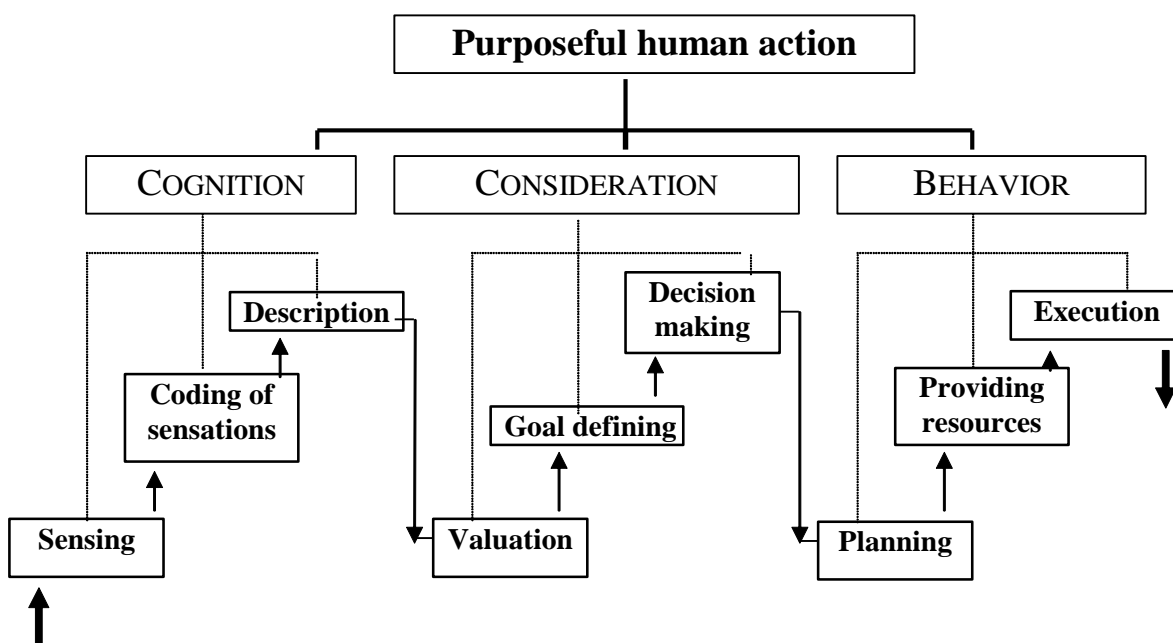 Purposeful human action
COGNITION
CONSIDERATION
BEHAVIOR
Description
Coding of
sensations
Sensing
Decision
making
Goal defining
Valuation
Execution
Providing
resources
Planning